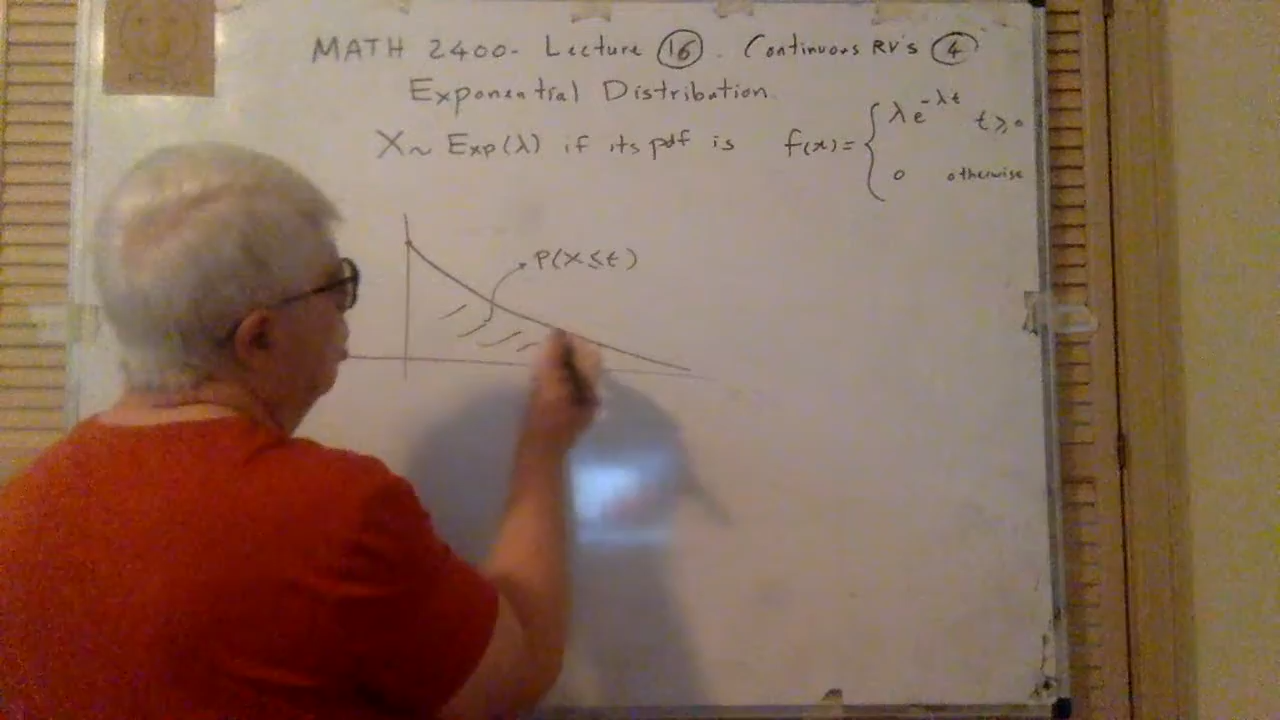 MATH 2400 - Lecture 16 . Continuous RV's 4
Exponential Distribution.
X ~ Exp(λ) if its pdf is f(x) = { λe^-λt t ≥ 0
0 otherwise
P(X ≤ t)